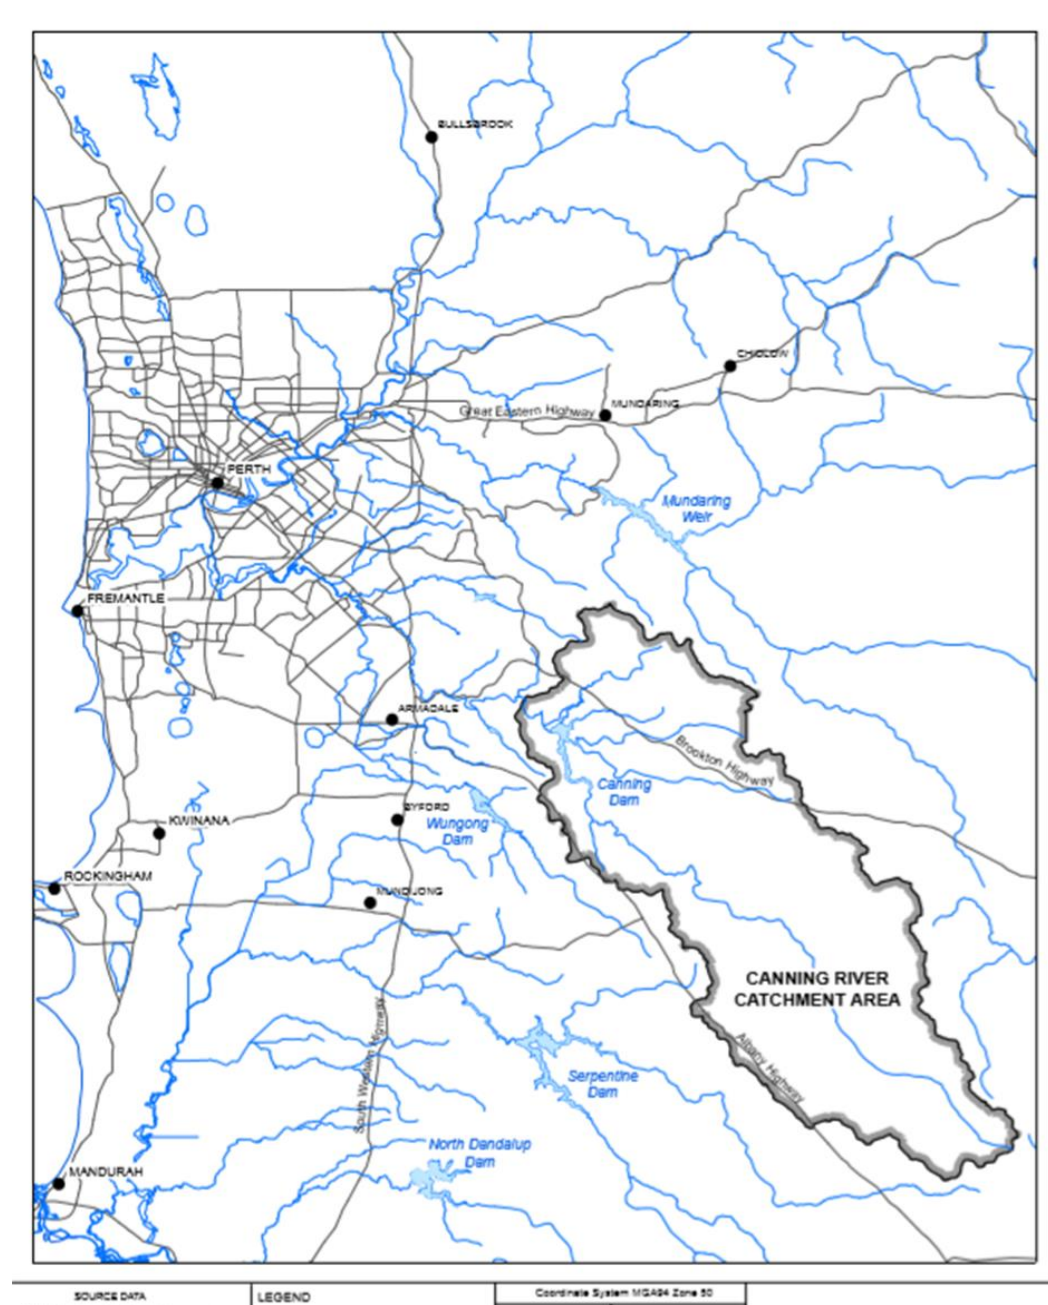 BULLSBROOK
CHIDLOW
MUNDARING
Great Eastern Highway
PERTH
Mundaring
Weir
FREMANTLE
ARMADALE
Brookton Highway
Canning
Dam
BYFORD
KWINANA
Wungong
Dam
ROCKINGHAM
MUNDIJONG
CANNING RIVER
CATCHMENT AREA
South Western Highway
Albany Highway
Serpentine
Dam
North Dandalup
Dam
MANDURAH
SOURCE DATA
LEGEND
Coordinate System MGA94 Zone 50